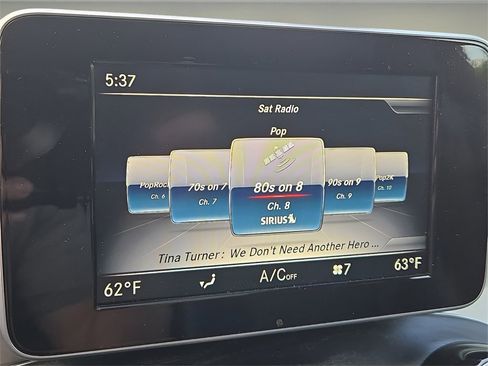 5:37
Sat Radio
Pop
PopRock 70s on 7 80s on 8 90s on 9 Pop2K
Ch. 6 Ch. 7 Ch. 8 Ch. 9 Ch. 10
SIRIUS
Tina Turner: We Don't Need Another Hero ...
62°F A/C OFF 7 63°F